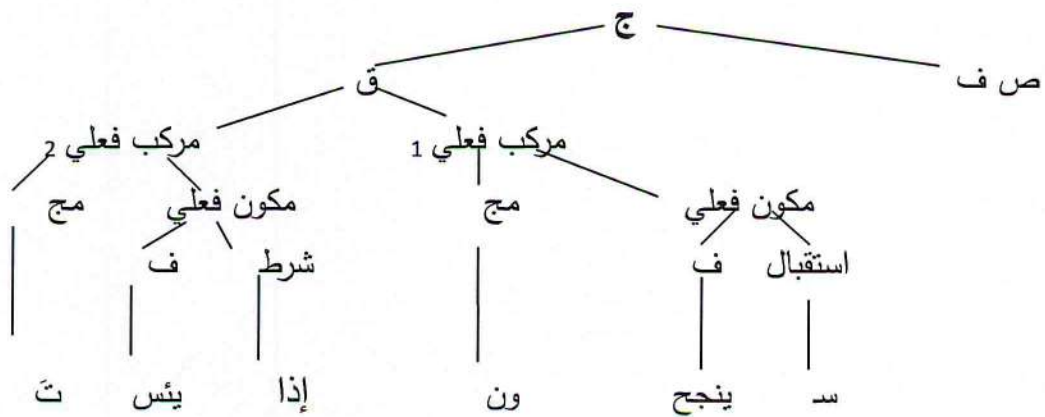 ج
ص ف ق
مركب فعلي 1 مركب فعلي 2
مكون فعلي مج مكون فعلي مج
استقبال ف شرط ف
سـ ينجح ون إذا يئس تَ